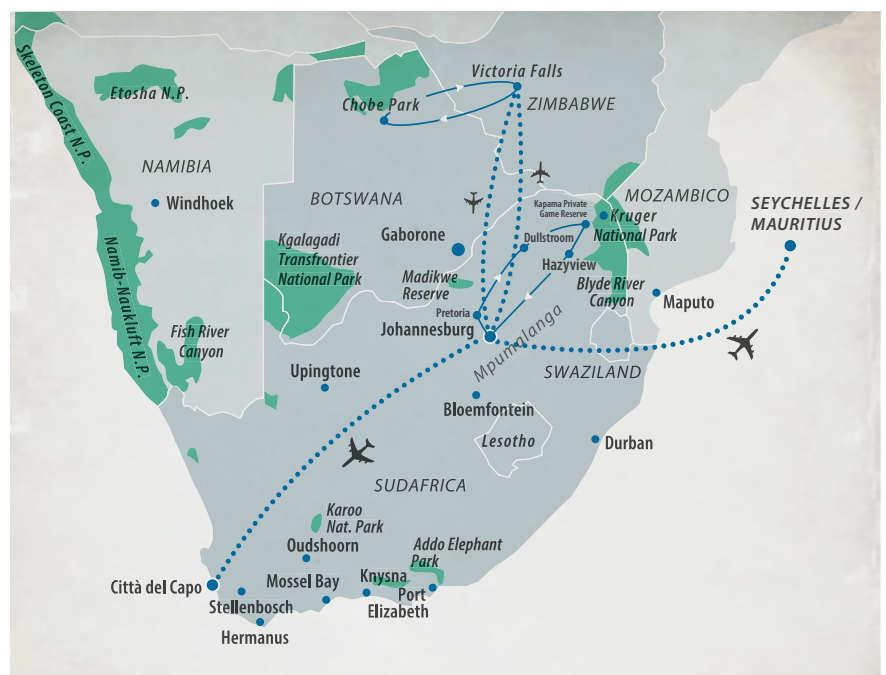 Skeleton Coast N.P.
Etosha N.P.
Victoria Falls
Chobe Park
ZIMBABWE
NAMIBIA
Windhoek
BOTSWANA
Kapama Private
Game Reserve
MOZAMBICO
SEYCHELLES /
MAURITIUS
Kruger
National Park
Gaborone
Dullstroom
Hazyview
Kgalagadi
Transfrontier
National Park
Madikwe
Reserve
Blyde River
Canyon
Maputo
Namib-Naukluft N.P.
Pretoria
Johannesburg
Mpumalanga
Fish River
Canyon
Upingtone
SWAZILAND
Bloemfontein
Lesotho
Durban
SUDAFRICA
Karoo
Nat. Park
Oudshoorn
Addo Elephant
Park
Città del Capo
Stellenbosch
Mossel Bay
Knysna
Port
Elizabeth
Hermanus